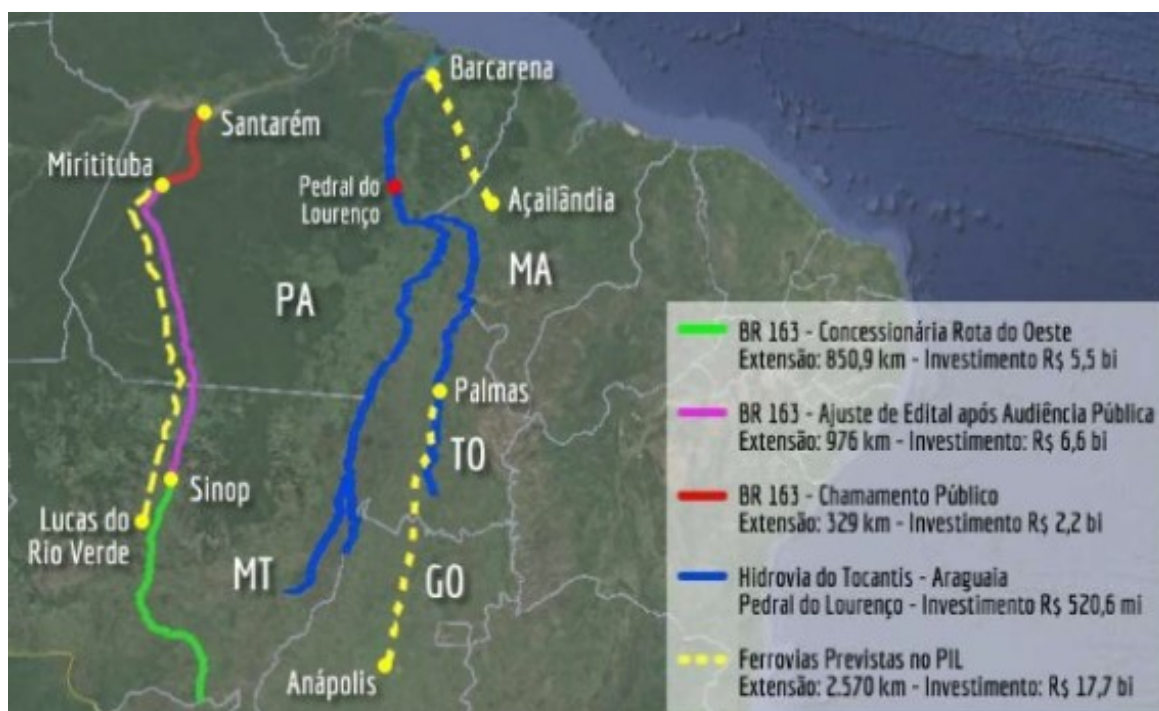 Barcarena
Santarém
Miritituba
Pedral do
Lourenço
Açailândia
MA
PA
Palmas
TO
Sinop
Lucas do
Rio Verde
MT
GO
Anápolis
BR 163 - Concessionária Rota do Oeste
Extensão: 850,9 km - Investimento R$ 5,5 bi
BR 163 - Ajuste de Edital após Audiência Pública
Extensão: 976 km - Investimento: R$ 6,6 bi
BR 163 - Chamamento Público
Extensão: 329 km - Investimento R$ 2,2 bi
Hidrovia do Tocantis - Araguaia
Pedral do Lourenço - Investimento R$ 520,6 mi
Ferrovias Previstas no PIL
Extensão: 2.570 km - Investimento: R$ 17,7 bi